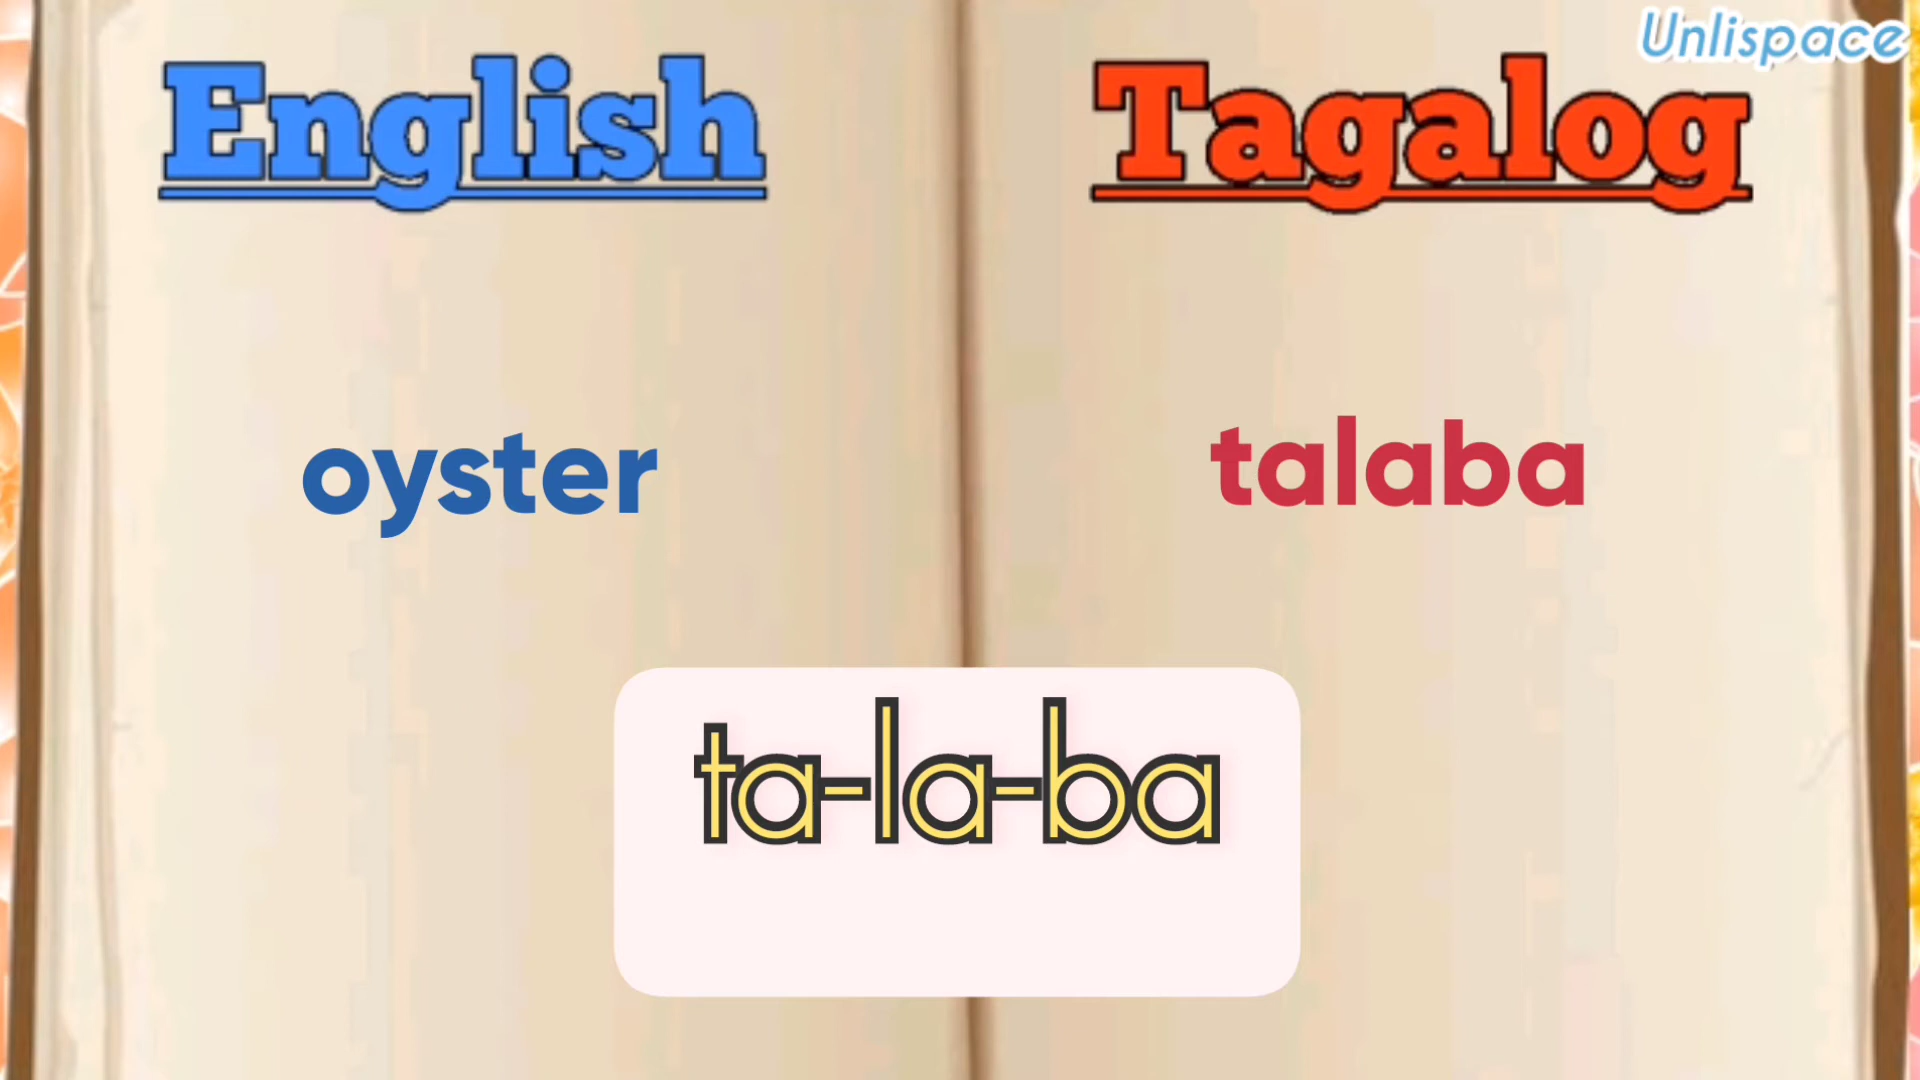 Unlispace
English
Tagalog
oyster
talaba
ta-la-ba